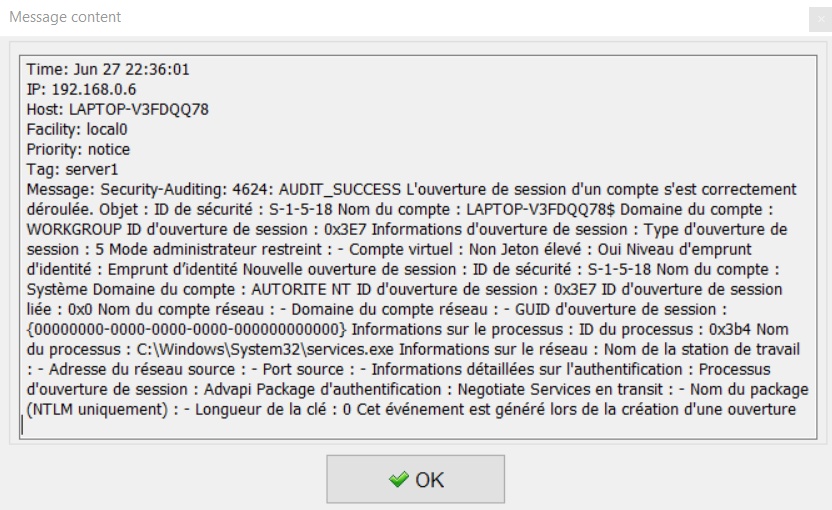 Message content
Time: Jun 27 22:36:01
IP: 192.168.0.6
Host: LAPTOP-V3FDQQ78
Facility: local0
Priority: notice
Tag: server1
Message: Security-Auditing: 4624: AUDIT_SUCCESS L'ouverture de session d'un compte s'est correctement
déroulée. Objet : ID de sécurité : S-1-5-18 Nom du compte : LAPTOP-V3FDQQ78$ Domaine du compte :
WORKGROUP ID d'ouverture de session : 0x3E7 Informations d'ouverture de session : Type d'ouverture de
session : 5 Mode administrateur restreint : - Compte virtuel : Non Jeton élevé : Oui Niveau d'emprunt
d'identité : Emprunt d’identité Nouvelle ouverture de session : ID de sécurité : S-1-5-18 Nom du compte :
Système Domaine du compte : AUTORITE NT ID d'ouverture de session : 0x3E7 ID d'ouverture de session
liée : 0x0 Nom du compte réseau : - Domaine du compte réseau : - GUID d'ouverture de session :
{00000000-0000-0000-0000-000000000000} Informations sur le processus : ID du processus : 0x3b4 Nom
du processus : C:\Windows\System32\services.exe Informations sur le réseau : Nom de la station de travail
: - Adresse du réseau source : - Port source : - Informations détaillées sur l'authentification : Processus
d'ouverture de session : Advapi Package d'authentification : Negotiate Services en transit : - Nom du package
(NTLM uniquement) : - Longueur de la clé : 0 Cet événement est généré lors de la création d'une ouverture
OK